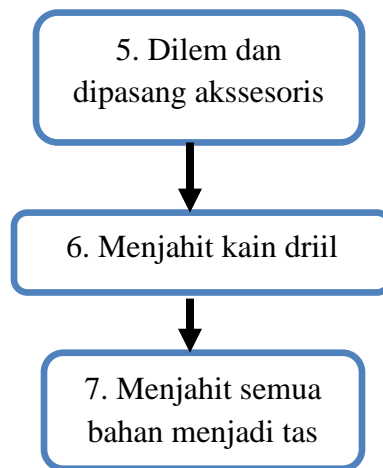 5. Dilem dan
dipasang akssesoris
6. Menjahit kain driil
7. Menjahit semua
bahan menjadi tas